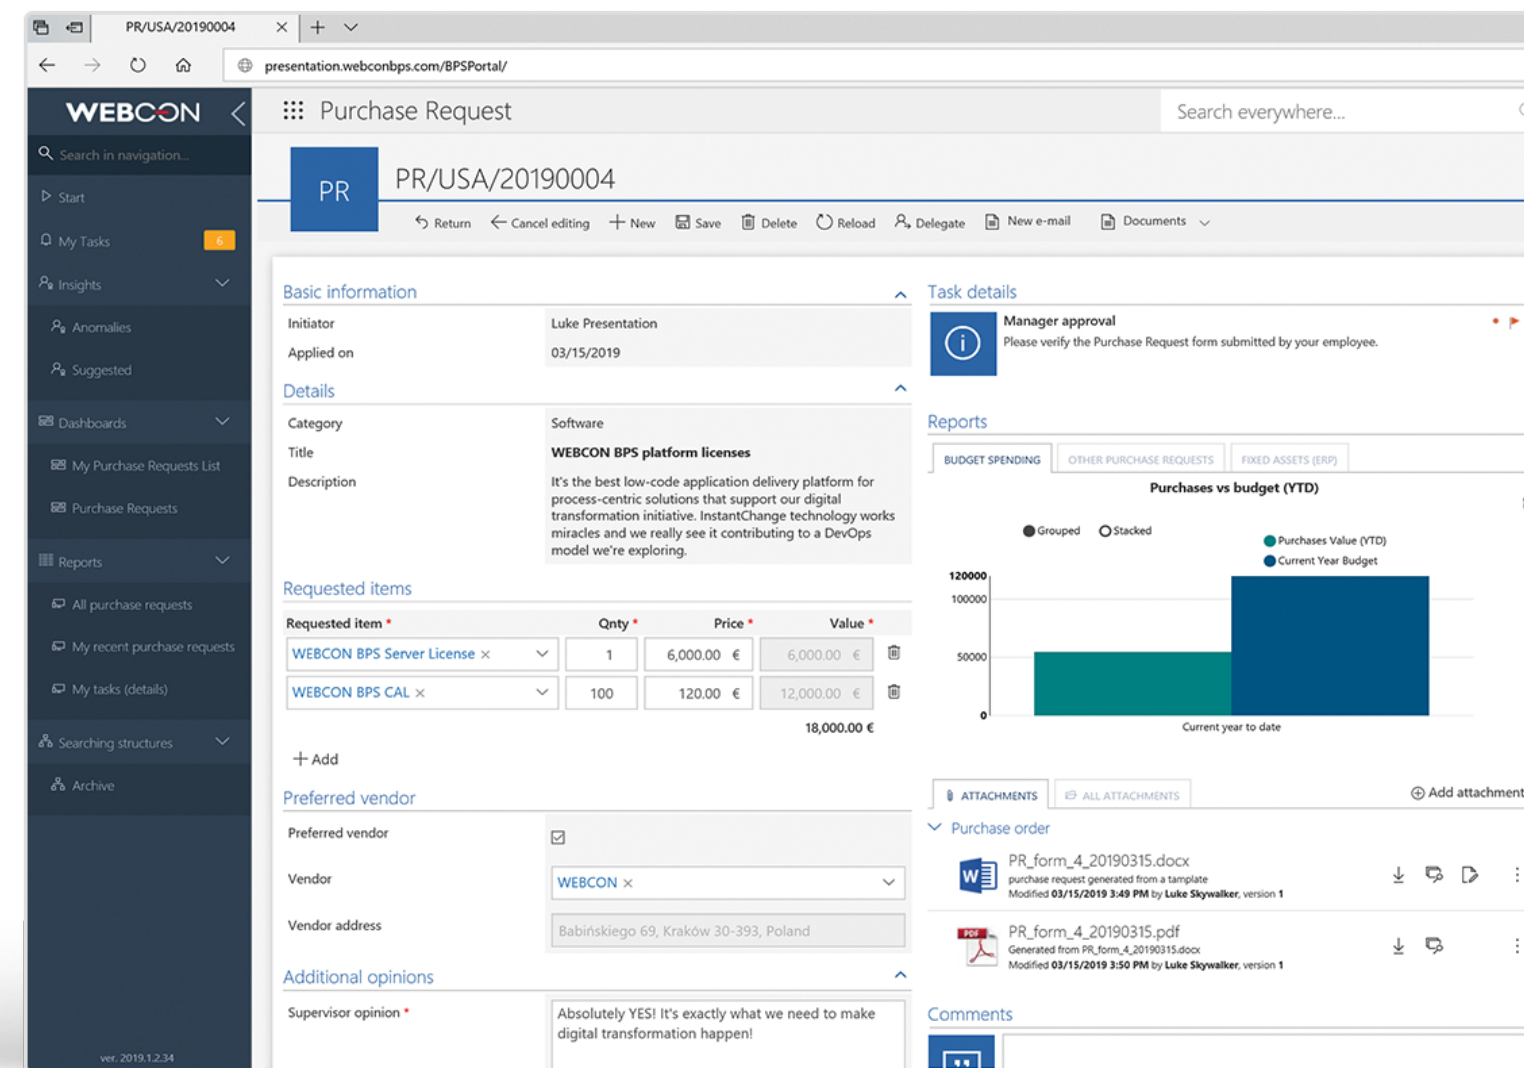 PR/USA/20190004
presentation.webconbps.com/BPSPortal/
WEBCON
Purchase Request
Search everywhere...
Search in navigation...
Start
My Tasks
6
Insights
Anomalies
Suggested
Dashboards
My Purchase Requests List
Purchase Requests
Reports
All purchase requests
My recent purchase requests
My tasks (details)
Searching structures
Archive
ver. 2019.1.2.34
PR
PR/USA/20190004
Return
Cancel editing
New
Save
Delete
Reload
Delegate
New e-mail
Documents
Basic information
Initiator
Luke Presentation
Applied on
03/15/2019
Details
Category
Software
Title
WEBCON BPS platform licenses
Description
It's the best low-code application delivery platform for
process-centric solutions that support our digital
transformation initiative. InstantChange technology works
miracles and we really see it contributing to a DevOps
model we're exploring.
Requested items
Requested item * Qnty * Price * Value *
WEBCON BPS Server License × 1 6,000.00 € 6,000.00 €
WEBCON BPS CAL × 100 120.00 € 12,000.00 €
18,000.00 €
Add
Preferred vendor
Preferred vendor
Vendor
WEBCON ×
Vendor address
Babińskiego 69, Kraków 30-393, Poland
Additional opinions
Supervisor opinion *
Absolutely YES! It's exactly what we need to make
digital transformation happen!
Task details
Manager approval
Please verify the Purchase Request form submitted by your employee.
Reports
BUDGET SPENDING
OTHER PURCHASE REQUESTS
FIXED ASSETS (ERP)
Purchases vs budget (YTD)
Grouped
Stacked
Purchases Value (YTD)
Current Year Budget
120000
100000
50000
0
Current year to date
ATTACHMENTS
ALL ATTACHMENTS
Add attachment
Purchase order
PR_form_4_20190315.docx
purchase request generated from a tamplate
Modified 03/15/2019 3:49 PM by Luke Skywalker, version 1
PDF
PR_form_4_20190315.pdf
Generated from PR_form_4_20190315.docx
Modified 03/15/2019 3:50 PM by Luke Skywalker, version 1
Comments